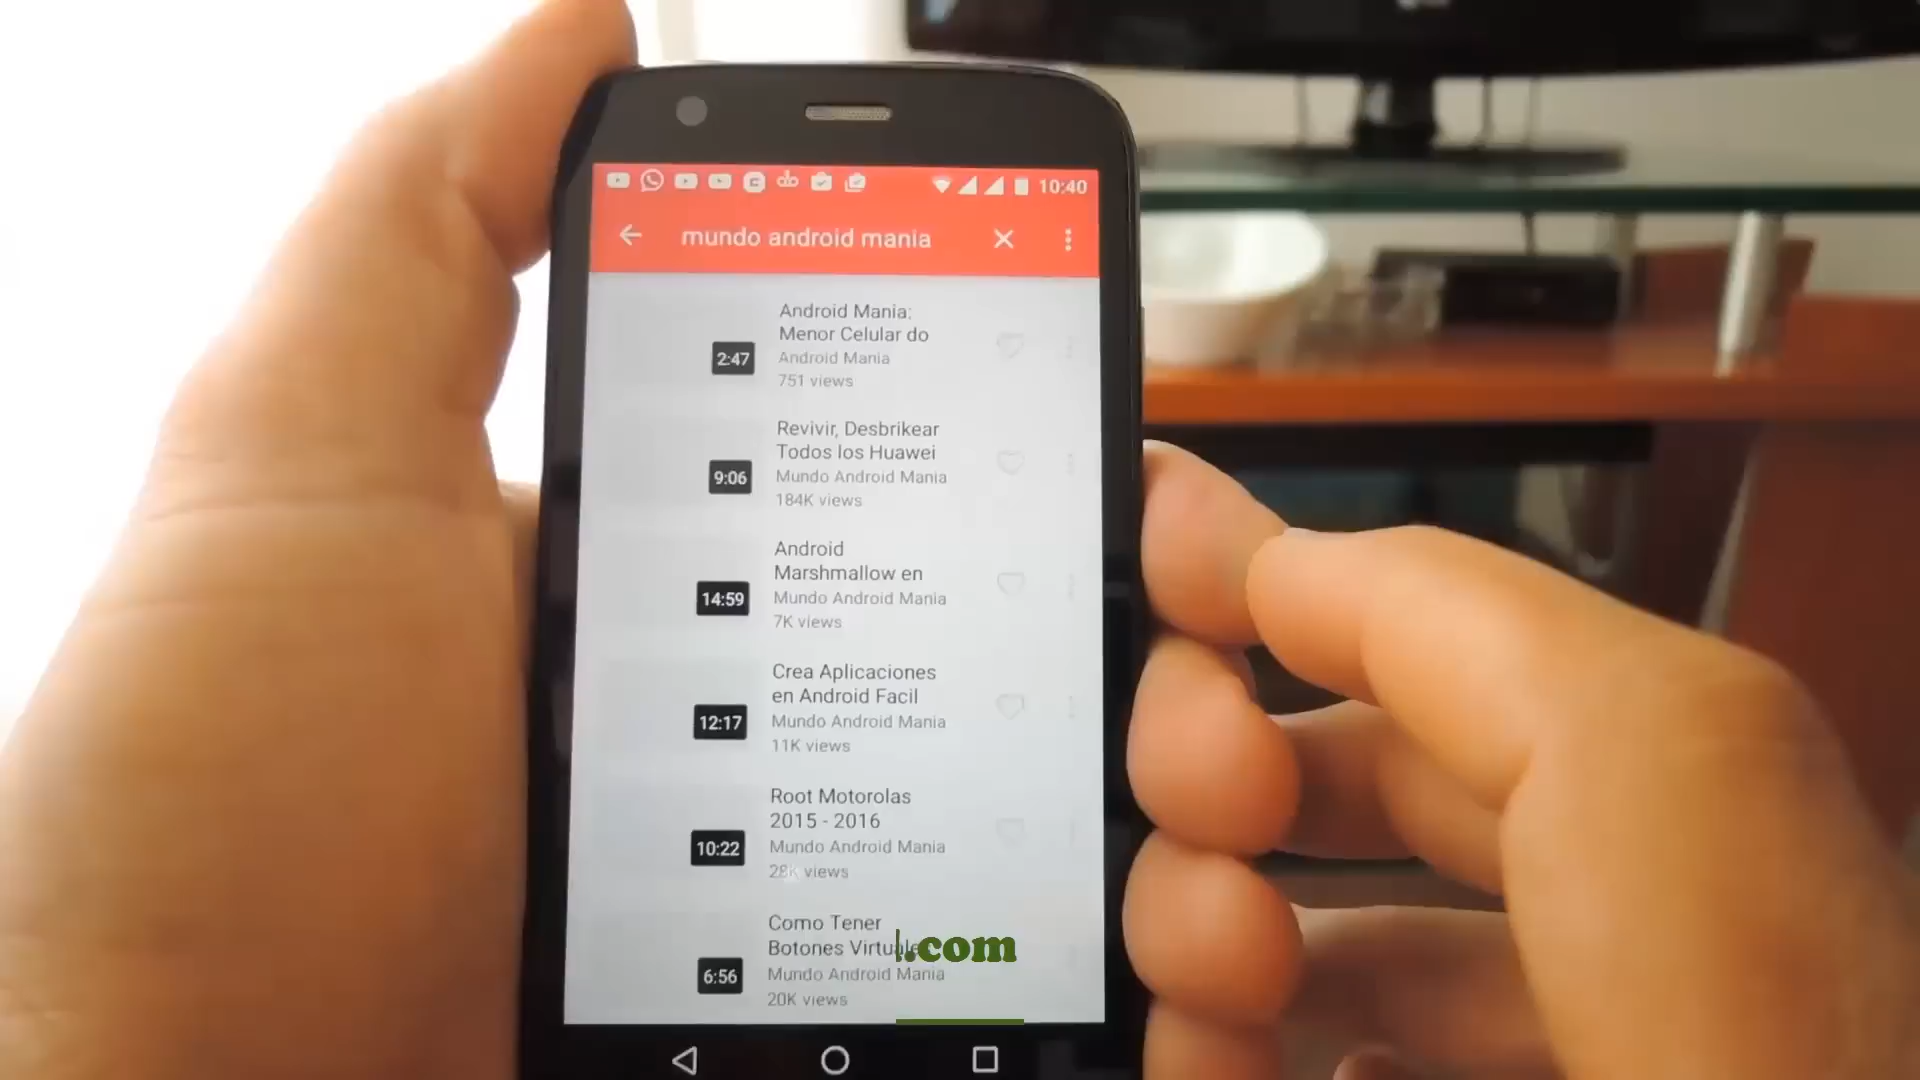 10:40
mundo android mania
Android Mania:
Menor Celular do
Android Mania
751 views
2:47
Revivir, Desbrikear
Todos los Huawei
Mundo Android Mania
184K views
9:06
Android
Marshmallow en
Mundo Android Mania
7K views
14:59
Crea Aplicaciones
en Android Facil
Mundo Android Mania
11K views
12:17
Root Motorolas
2015 - 2016
Mundo Android Mania
28K views
10:22
Como Tener
Botones
Mundo Android Mania
20K views
6:56
.com